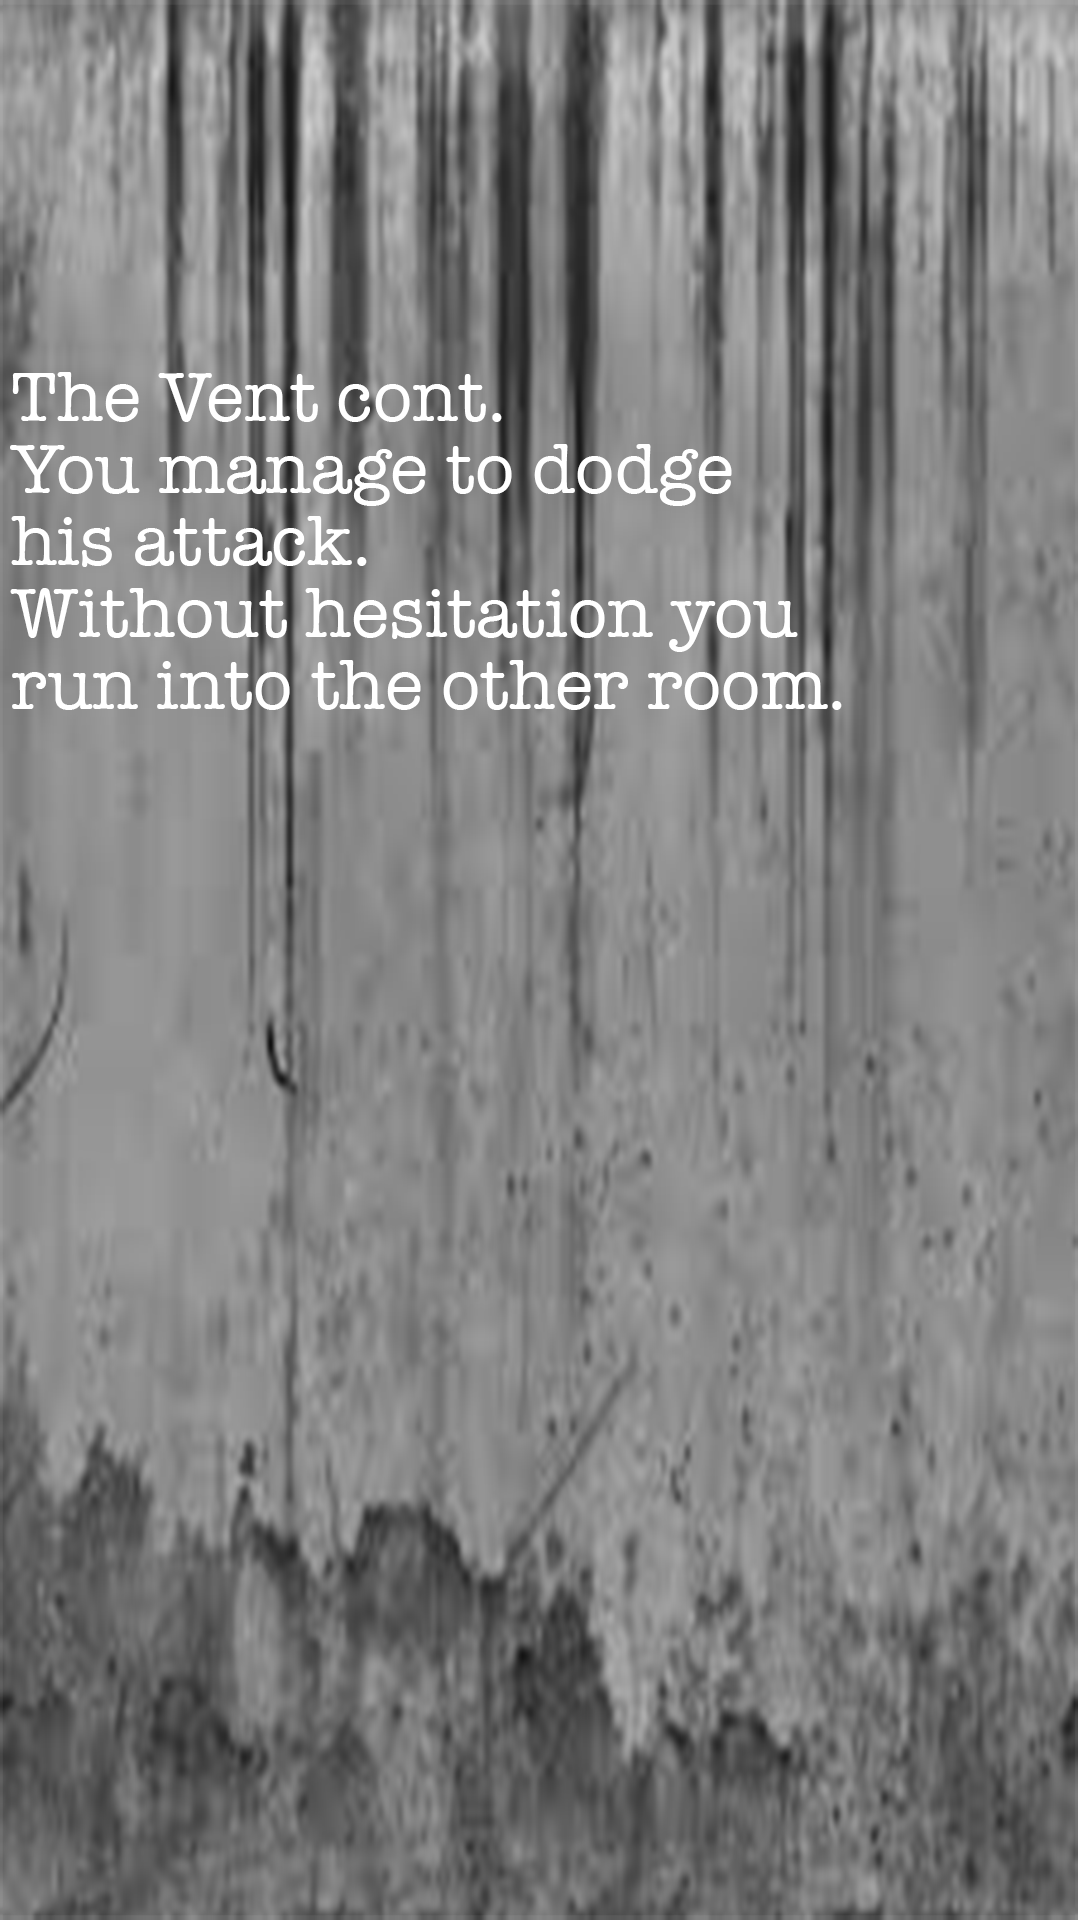 The Vent cont.
You manage to dodge
his attack.
Without hesitation you
run into the other room.